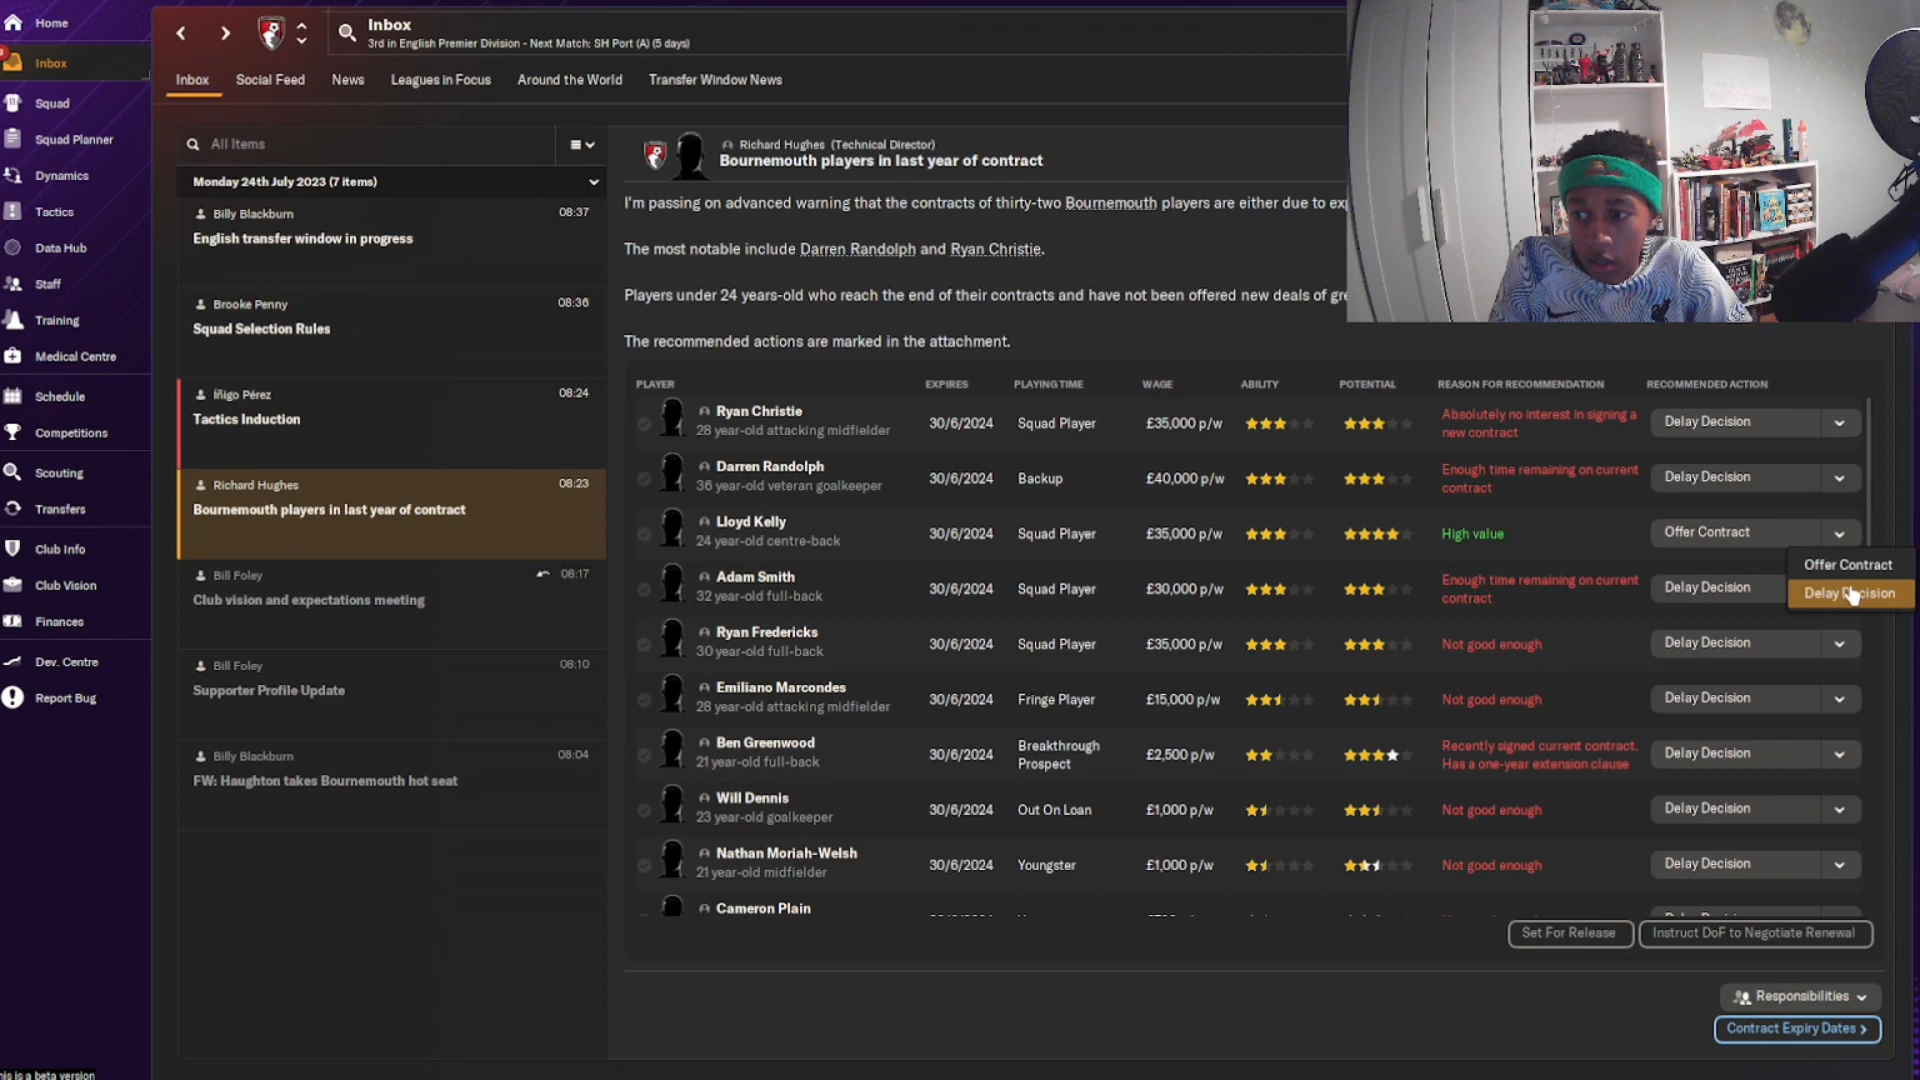 Home
Inbox
Squad
Squad Planner
Dynamics
Tactics
Data Hub
Staff
Training
Medical Centre
Schedule
Competitions
Scouting
Transfers
Club Info
Club Vision
Finances
Dev. Centre
Report Bug
his is a beta version
Inbox
3rd in English Premier Division - Next Match: SH Port (A) (5 days)
Inbox Social Feed News Leagues in Focus Around the World Transfer Window News
All Items
Monday 24th July 2023 (7 items)
Billy Blackburn 08:37
English transfer window in progress
Brooke Penny 08:36
Squad Selection Rules
Iñigo Pérez 08:24
Tactics Induction
Richard Hughes 08:23
Bournemouth players in last year of contract
Bill Foley 08:17
Club vision and expectations meeting
Bill Foley 08:10
Supporter Profile Update
Billy Blackburn 08:04
FW: Haughton takes Bournemouth hot seat
Richard Hughes (Technical Director)
Bournemouth players in last year of contract
I'm passing on advanced warning that the contracts of thirty-two Bournemouth players are either due to
The most notable include Darren Randolph and Ryan Christie.
Players under 24 years-old who reach the end of their contracts and have not been offered new deals of
The recommended actions are marked in the attachment.
PLAYER EXPIRES PLAYING TIME WAGE ABILITY POTENTIAL REASON FOR RECOMMENDATION RECOMMENDED ACTION
Ryan Christie
28 year-old attacking midfielder 30/6/2024 Squad Player £35,000 p/w Absolutely no interest in signing a
new contract Delay Decision
Darren Randolph
36 year-old veteran goalkeeper 30/6/2024 Backup £40,000 p/w Enough time remaining on current
contract Delay Decision
Lloyd Kelly
24 year-old centre-back 30/6/2024 Squad Player £35,000 p/w High value Offer Contract
Offer Contract
Delay Decision
Adam Smith
32 year-old full-back 30/6/2024 Squad Player £30,000 p/w Enough time remaining on current
contract Delay Decision
Ryan Fredericks
30 year-old full-back 30/6/2024 Squad Player £35,000 p/w Not good enough Delay Decision
Emiliano Marcondes
28 year-old attacking midfielder 30/6/2024 Fringe Player £15,000 p/w Not good enough Delay Decision
Ben Greenwood
21 year-old full-back 30/6/2024 Breakthrough
Prospect £2,500 p/w Recently signed current contract.
Has a one-year extension clause Delay Decision
Will Dennis
23 year-old goalkeeper 30/6/2024 Out On Loan £1,000 p/w Not good enough Delay Decision
Nathan Moriah-Welsh
21 year-old midfielder 30/6/2024 Youngster £1,000 p/w Not good enough Delay Decision
Cameron Plain
Set For Release Instruct DoF to Negotiate Renewal
Responsibilities
Contract Expiry Dates